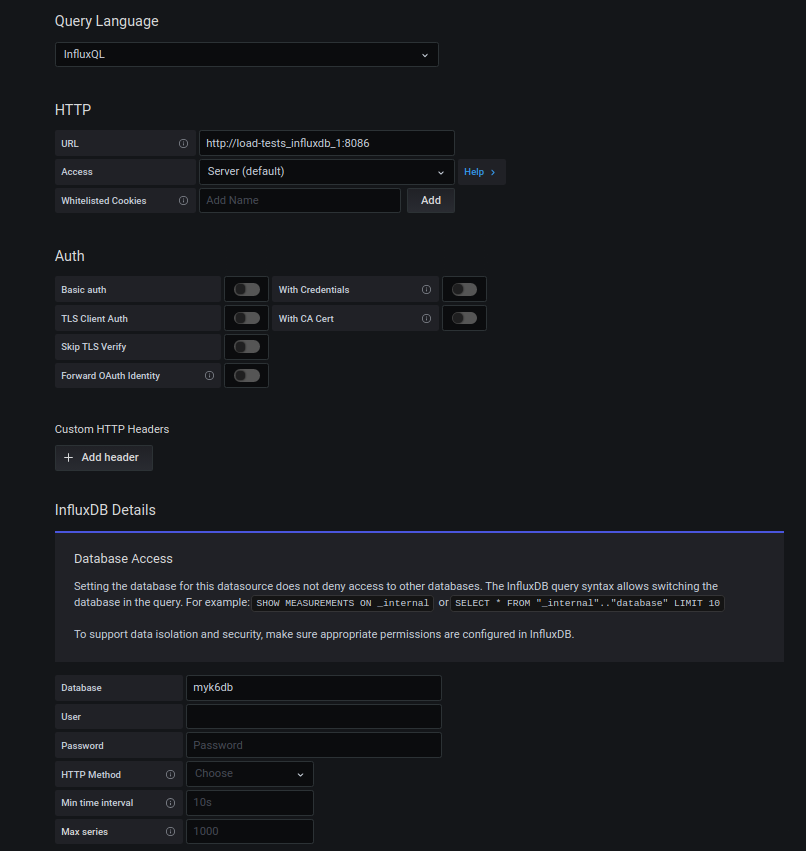 Query Language
InfluxQL
HTTP
URL http://load-tests_influxdb_1:8086
Access Server (default) Help
Whitelisted Cookies Add Name Add
Auth
Basic auth With Credentials
TLS Client Auth With CA Cert
Skip TLS Verify
Forward OAuth Identity
Custom HTTP Headers
+ Add header
InfluxDB Details
Database Access
Setting the database for this datasource does not deny access to other databases. The InfluxDB query syntax allows switching the
database in the query. For example: SHOW MEASUREMENTS ON _internal or SELECT * FROM "_internal".."database" LIMIT 10
To support data isolation and security, make sure appropriate permissions are configured in InfluxDB.
Database myk6db
User
Password Password
HTTP Method Choose
Min time interval 10s
Max series 1000